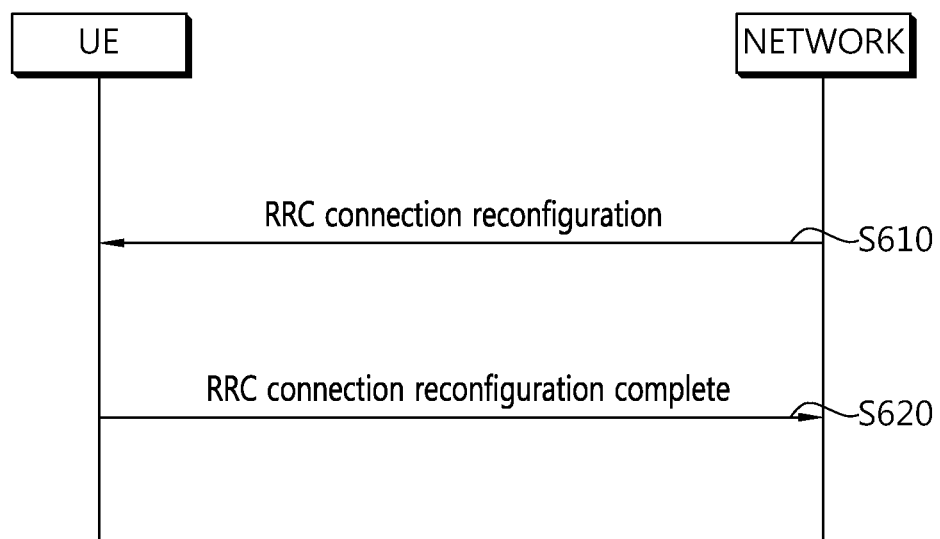 UE
NETWORK
RRC connection reconfiguration
S610
RRC connection reconfiguration complete
S620